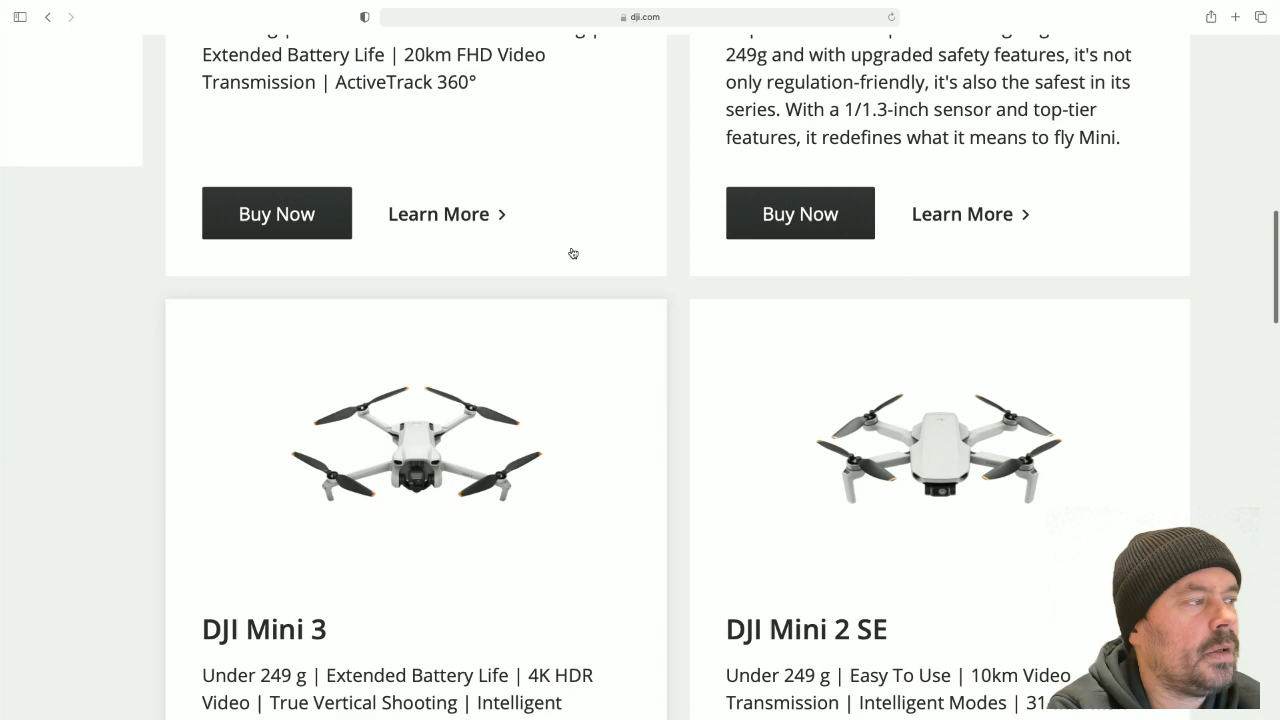 dji.com
Extended Battery Life | 20km FHD Video
Transmission | ActiveTrack 360°
Buy Now
Learn More >
249g and with upgraded safety features, it's not
only regulation-friendly, it's also the safest in its
series. With a 1/1.3-inch sensor and top-tier
features, it redefines what it means to fly Mini.
Buy Now
Learn More >
DJI Mini 3
Under 249 g | Extended Battery Life | 4K HDR
Video | True Vertical Shooting | Intelligent
DJI Mini 2 SE
Under 249 g | Easy To Use | 10km Video
Transmission | Intelligent Modes |